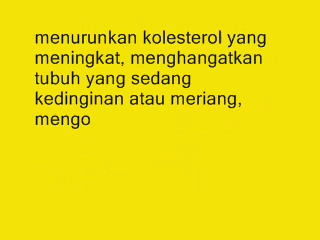 menurunkan kolesterol yang
meningkat, menghangatkan
tubuh yang sedang
kedinginan atau meriang,
mengo